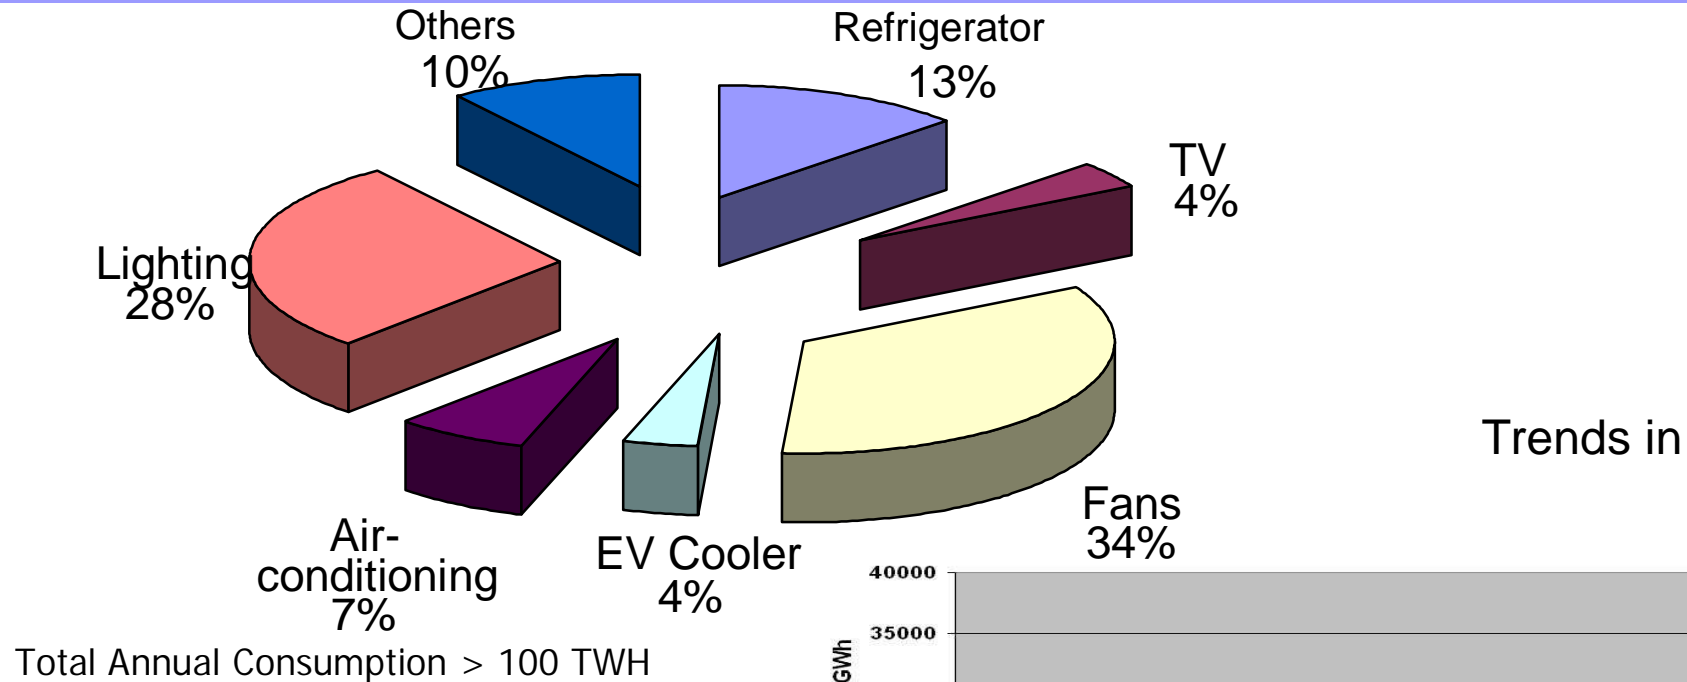 Others
10%
Refrigerator
13%
TV
4%
Lighting
28%
Trends in
Fans
34%
Air-
conditioning
7%
EV Cooler
4%
40000
35000
GWh
Total Annual Consumption > 100 TWH